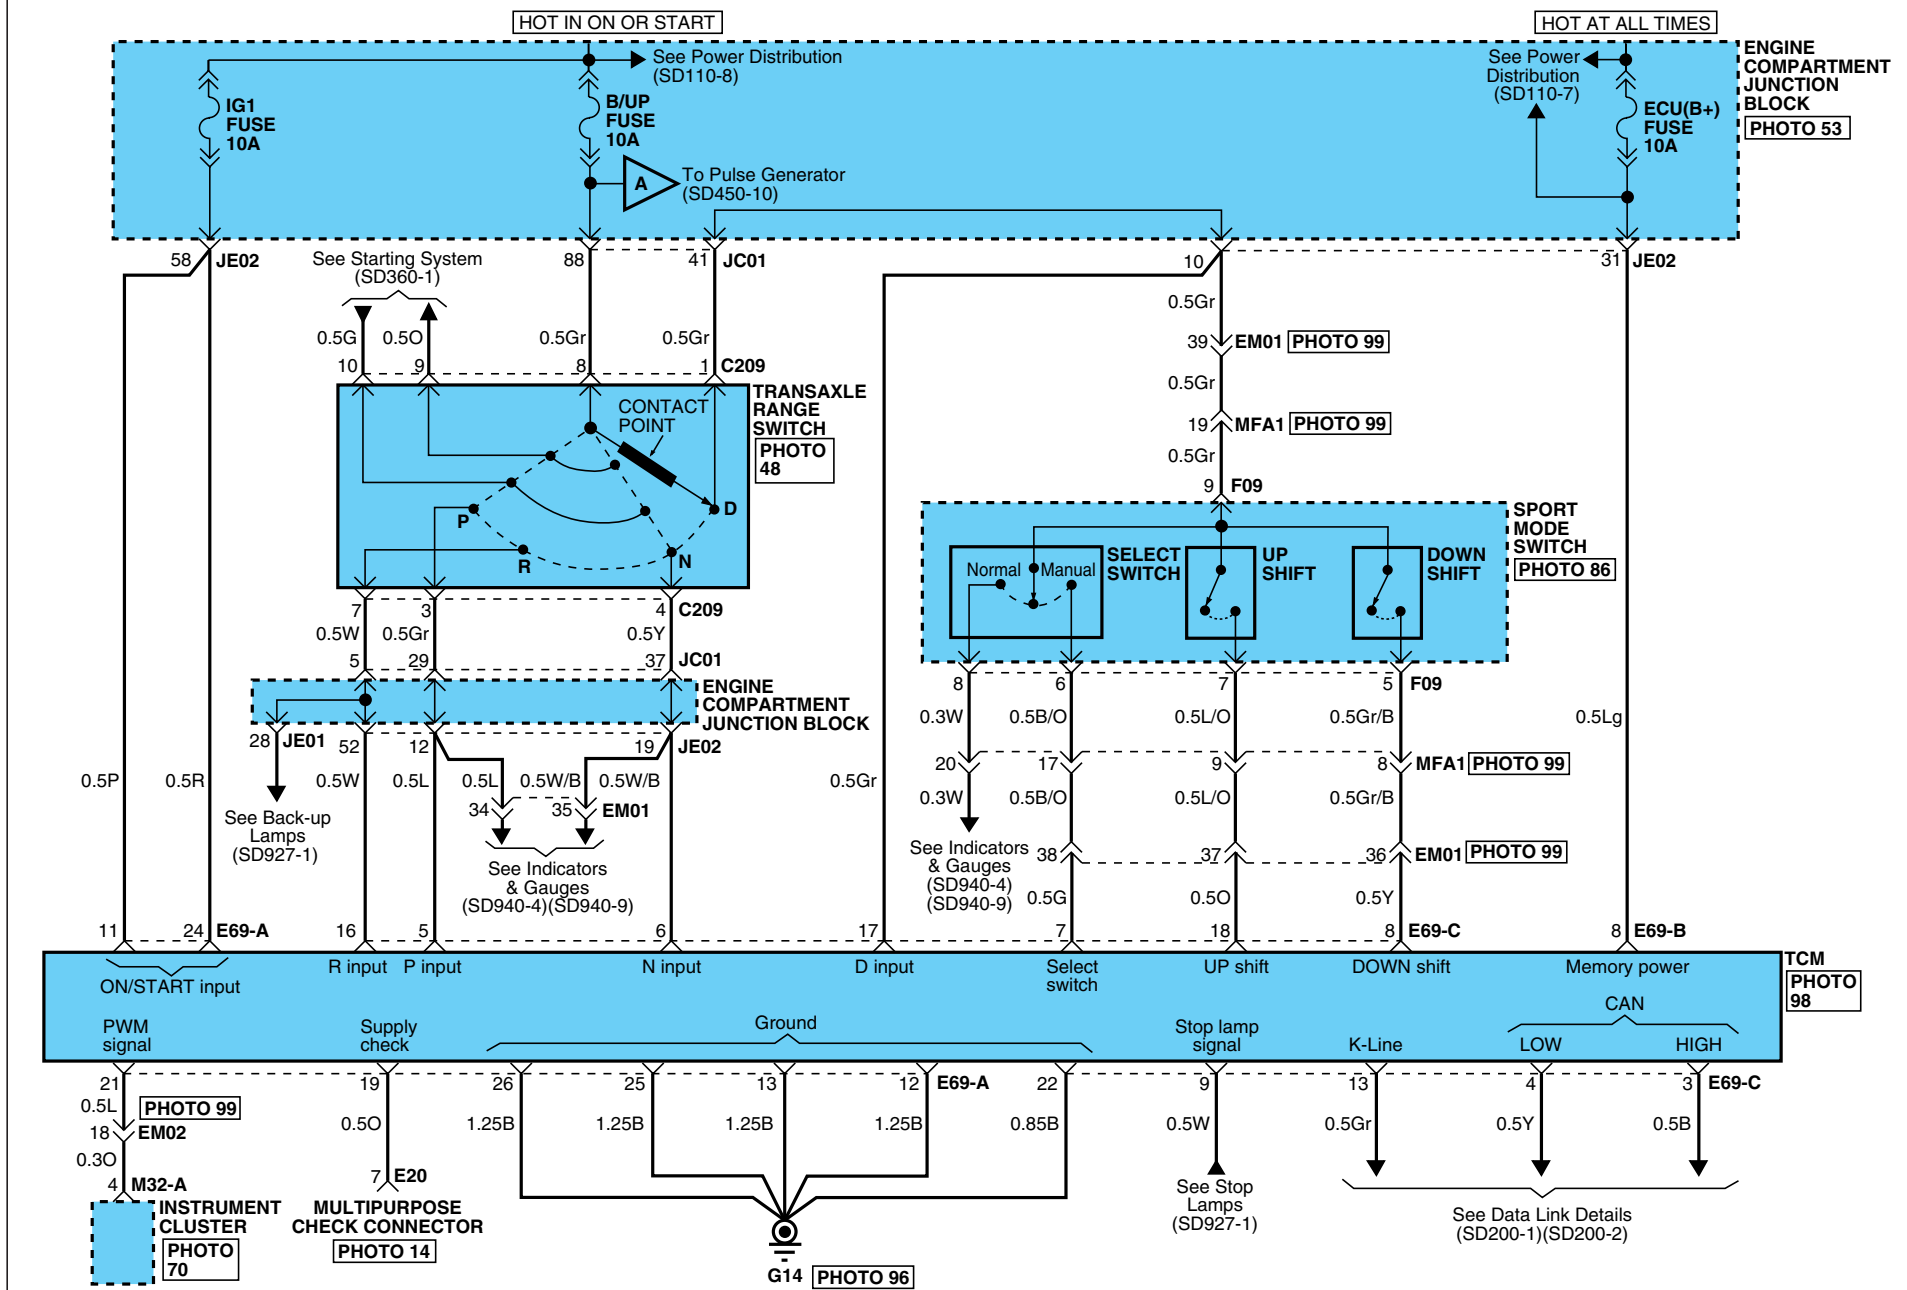 HOT IN ON OR START
HOT AT ALL TIMES
See Power Distribution
(SD110-8)
See Power
Distribution
(SD110-7)
ENGINE
COMPARTMENT
JUNCTION
BLOCK
PHOTO 53
IG1
FUSE
10A
B/UP
FUSE
10A
ECU(B+)
FUSE
10A
A
To Pulse Generator
(SD450-10)
58 JE02
See Starting System
(SD360-1)
88
41 JC01
10
31 JE02
0.5G
0.5O
0.5Gr
0.5Gr
0.5Gr
10
9
8
1 C209
39 EM01 PHOTO 99
0.5Gr
19 MFA1 PHOTO 99
0.5Gr
9 F09
TRANSAXLE
RANGE
SWITCH
PHOTO
48
CONTACT
POINT
P
R
N
D
SPORT
MODE
SWITCH
PHOTO 86
SELECT
SWITCH
Normal
Manual
UP
SHIFT
DOWN
SHIFT
7
3
4 C209
0.5W
0.5Gr
0.5Y
5
29
37 JC01
8
6
7
5 F09
ENGINE
COMPARTMENT
JUNCTION BLOCK
0.3W
0.5B/O
0.5L/O
0.5Gr/B
0.5Lg
28 JE01
52
12
19 JE02
20
17
9
8 MFA1 PHOTO 99
0.5P
0.5R
0.5W
0.5L
0.5L
0.5W/B
0.5W/B
0.5Gr
0.3W
0.5B/O
0.5L/O
0.5Gr/B
34
35 EM01
See Back-up
Lamps
(SD927-1)
See Indicators
& Gauges
(SD940-4)(SD940-9)
See Indicators
& Gauges
(SD940-4)
(SD940-9)
38
37
36 EM01 PHOTO 99
0.5G
0.5O
0.5Y
11
24 E69-A
16
5
6
17
7
18
8 E69-C
8 E69-B
ON/START input
R input
P input
N input
D input
Select
switch
UP shift
DOWN shift
Memory power
TCM
PHOTO
98
PWM
signal
Supply
check
Ground
Stop lamp
signal
K-Line
CAN
LOW
HIGH
21
19
26
25
13
12 E69-A
22
9
13
4
3 E69-C
0.5L
PHOTO 99
18 EM02
0.3O
4 M32-A
0.5O
1.25B
1.25B
1.25B
1.25B
0.85B
0.5W
0.5Gr
0.5Y
0.5B
7 E20
INSTRUMENT
CLUSTER
PHOTO
70
MULTIPURPOSE
CHECK CONNECTOR
PHOTO 14
G14 PHOTO 96
See Stop
Lamps
(SD927-1)
See Data Link Details
(SD200-1)(SD200-2)